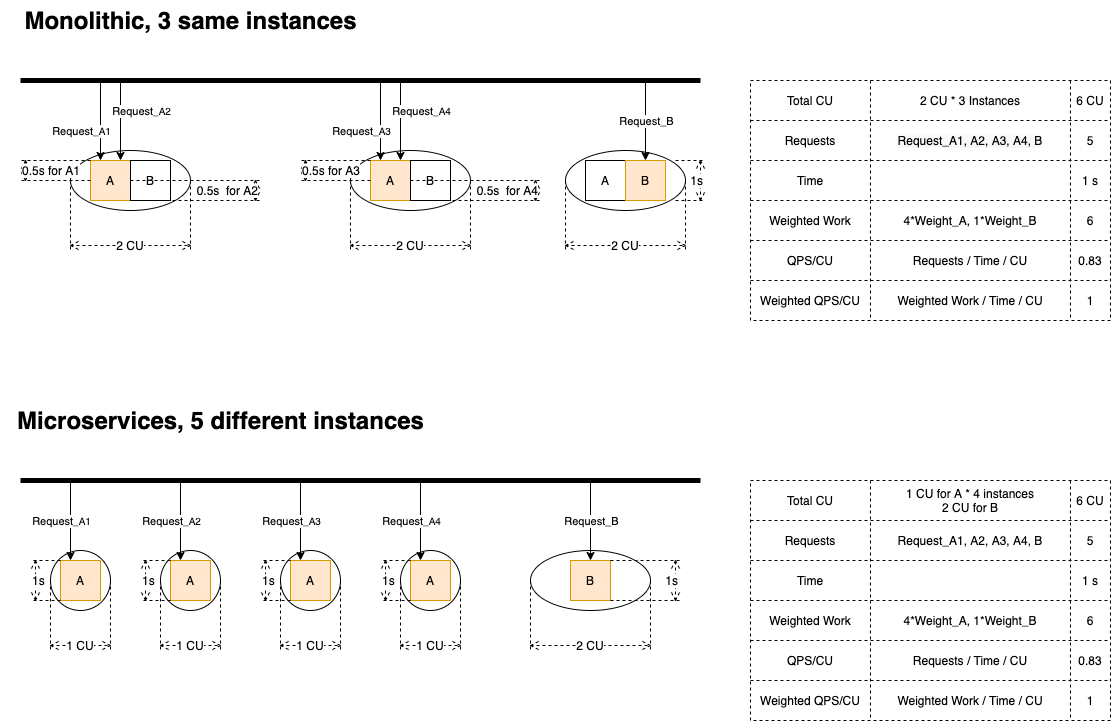 Monolithic, 3 same instances
Request_A2
Request_A1
Request_A4
Request_A3
Request_B
0.5s for A1
A
B
0.5s  for A2
2 CU
0.5s for A3
A
B
0.5s  for A4
2 CU
A
B
1s
2 CU
Total CU
2 CU * 3 Instances
6 CU
Requests
Request_A1, A2, A3, A4, B
5
Time
1 s
Weighted Work
4*Weight_A, 1*Weight_B
6
QPS/CU
Requests / Time / CU
0.83
Weighted QPS/CU
Weighted Work / Time / CU
1
Microservices, 5 different instances
Request_A1
Request_A2
Request_A3
Request_A4
Request_B
1s
A
1s
A
1s
A
1s
A
B
1s
1 CU
1 CU
1 CU
1 CU
2 CU
Total CU
1 CU for A * 4 instances
2 CU for B
6 CU
Requests
Request_A1, A2, A3, A4, B
5
Time
1 s
Weighted Work
4*Weight_A, 1*Weight_B
6
QPS/CU
Requests / Time / CU
0.83
Weighted QPS/CU
Weighted Work / Time / CU
1